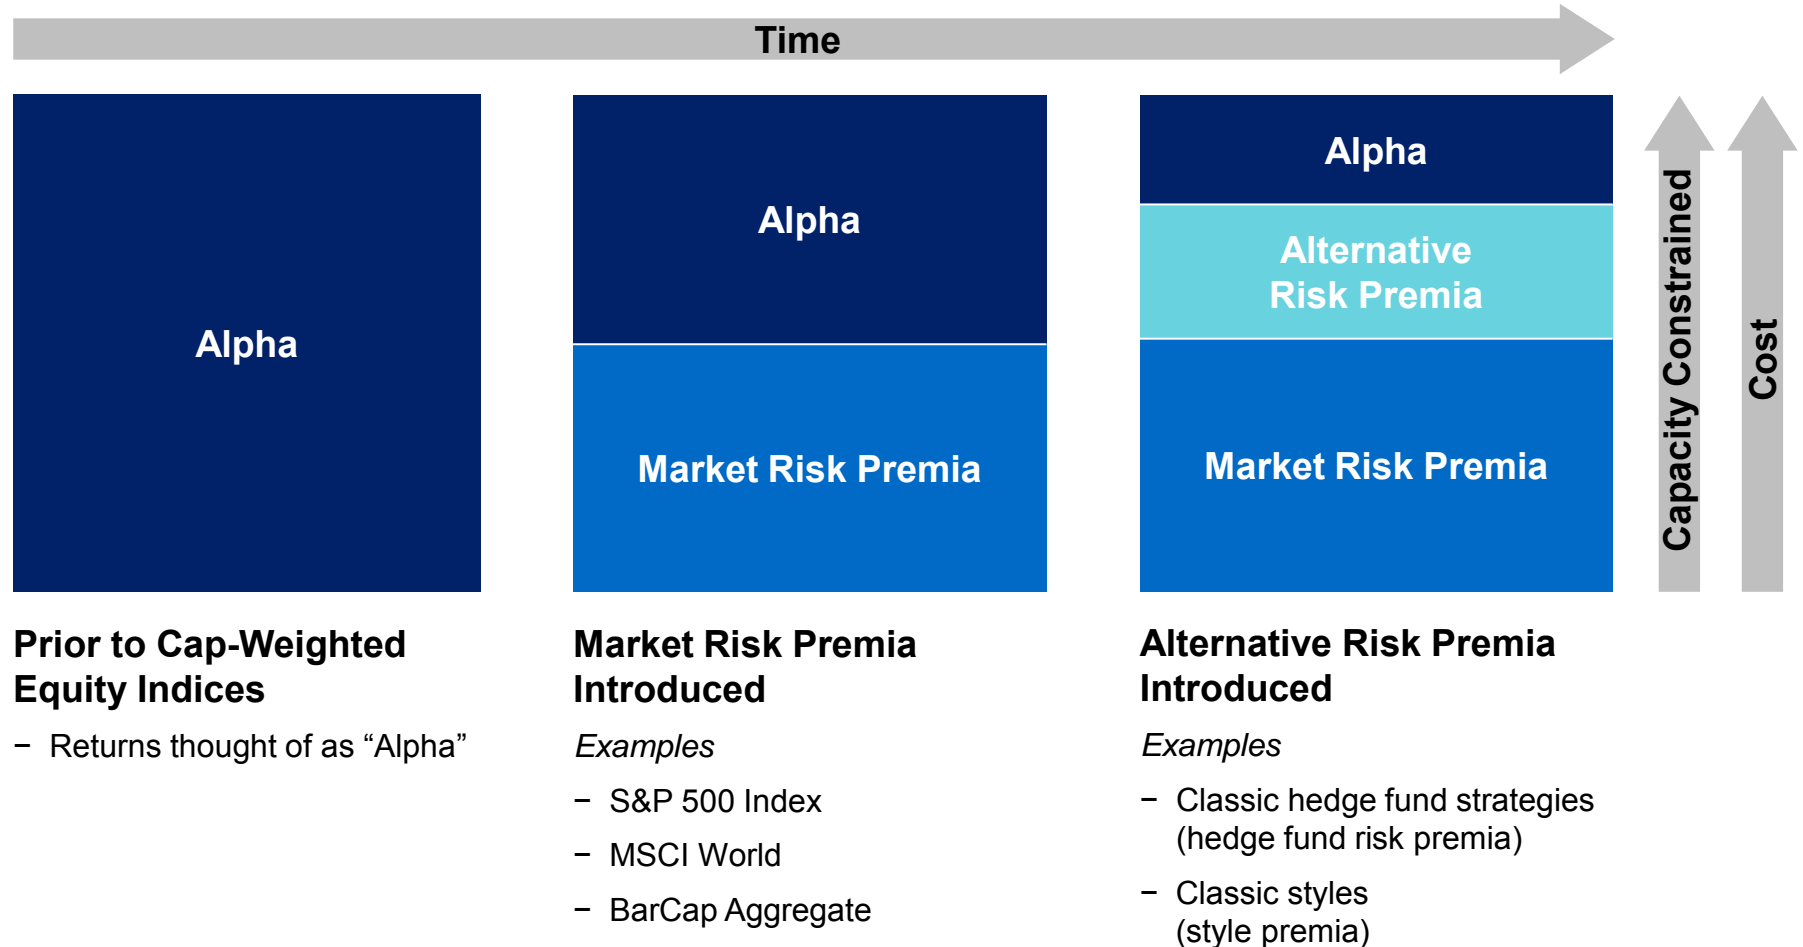 Time
Alpha
Alpha
Market Risk Premia
Alpha
Alternative
Risk Premia
Market Risk Premia
Capacity Constrained
Cost
Prior to Cap-Weighted
Equity Indices
− Returns thought of as “Alpha”
Market Risk Premia
Introduced
Examples
− S&P 500 Index
− MSCI World
− BarCap Aggregate
Alternative Risk Premia
Introduced
Examples
− Classic hedge fund strategies
(hedge fund risk premia)
− Classic styles
(style premia)